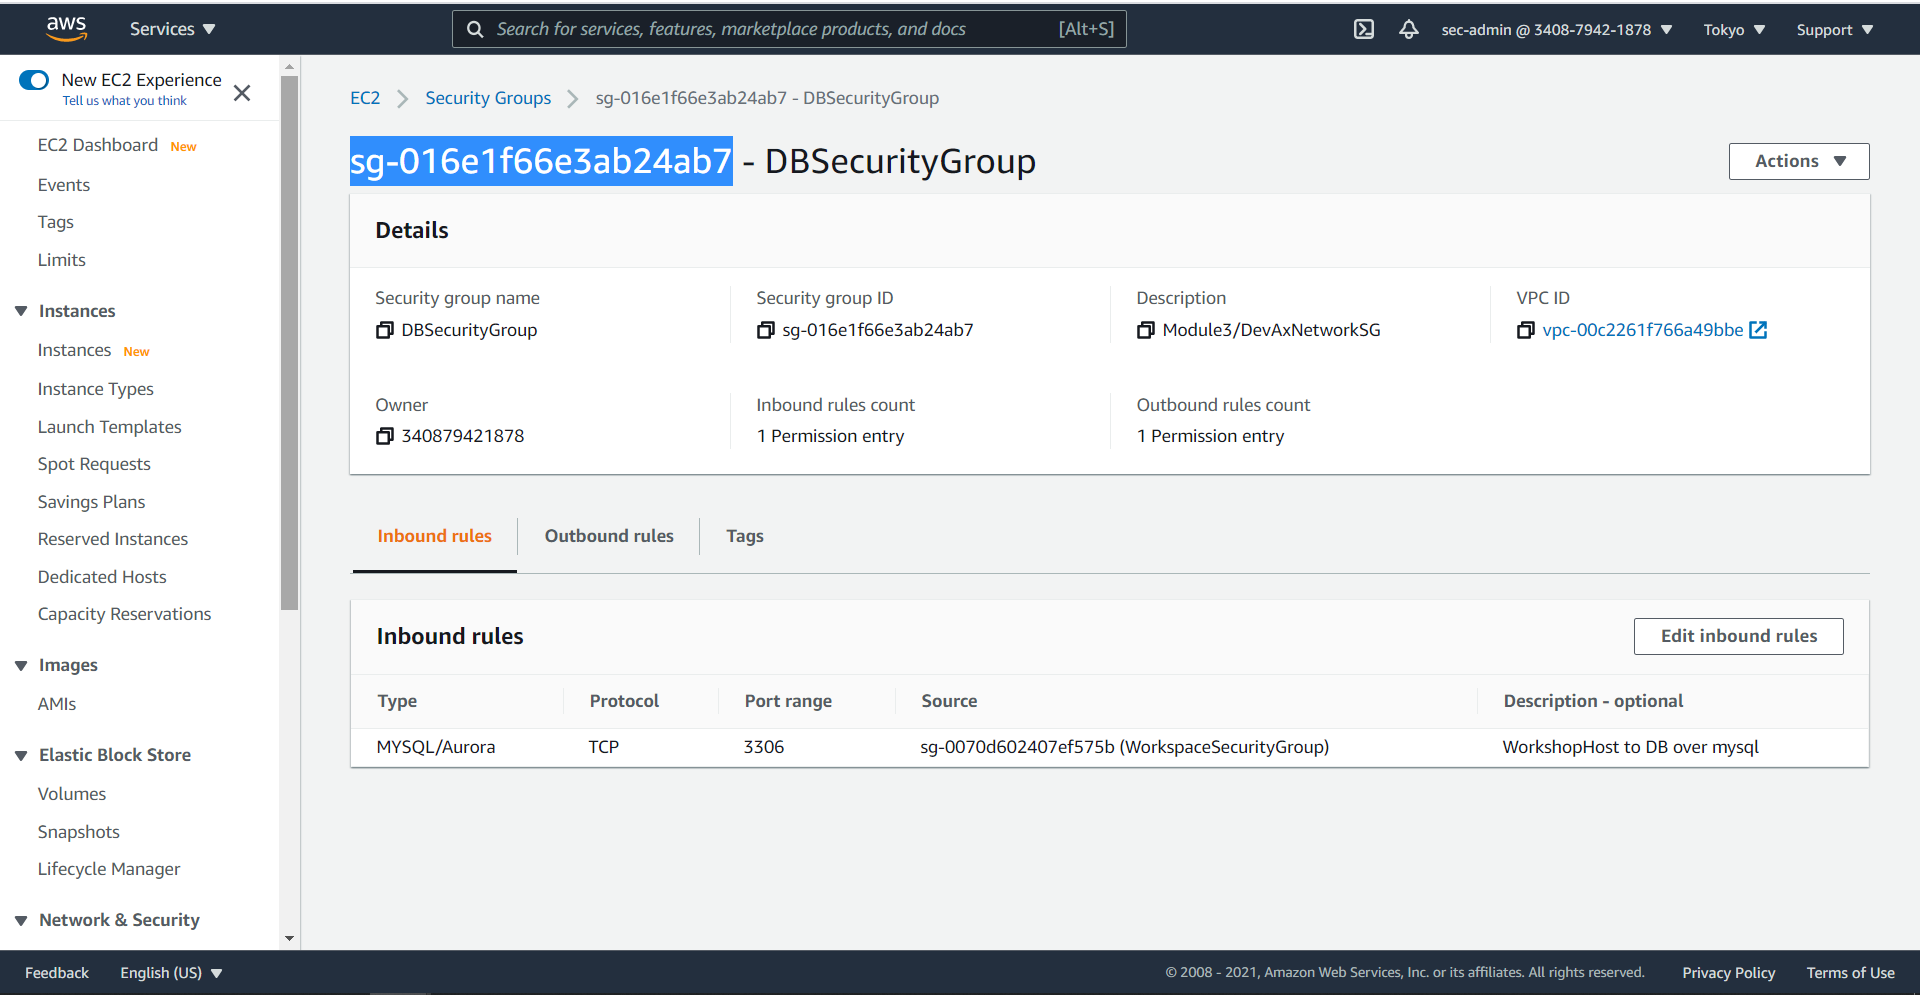 aws
Services
Search for services, features, marketplace products, and docs [Alt+S]
sec-admin @ 3408-7942-1878
Tokyo
Support
New EC2 Experience
Tell us what you think
EC2 Dashboard New
Events
Tags
Limits
Instances
Instances New
Instance Types
Launch Templates
Spot Requests
Savings Plans
Reserved Instances
Dedicated Hosts
Capacity Reservations
Images
AMIs
Elastic Block Store
Volumes
Snapshots
Lifecycle Manager
Network & Security
EC2 Security Groups sg-016e1f66e3ab24ab7 - DBSecurityGroup
sg-016e1f66e3ab24ab7 - DBSecurityGroup
Actions
Details
Security group name Security group ID Description VPC ID
DBSecurityGroup sg-016e1f66e3ab24ab7 Module3/DevAxNetworkSG vpc-00c2261f766a49bbe
Owner Inbound rules count Outbound rules count
340879421878 1 Permission entry 1 Permission entry
Inbound rules Outbound rules Tags
Inbound rules
Edit inbound rules
Type Protocol Port range Source Description - optional
MYSQL/Aurora TCP 3306 sg-0070d602407ef575b (WorkspaceSecurityGroup) WorkshopHost to DB over mysql
Feedback English (US) © 2008 - 2021, Amazon Web Services, Inc. or its affiliates. All rights reserved. Privacy Policy Terms of Use